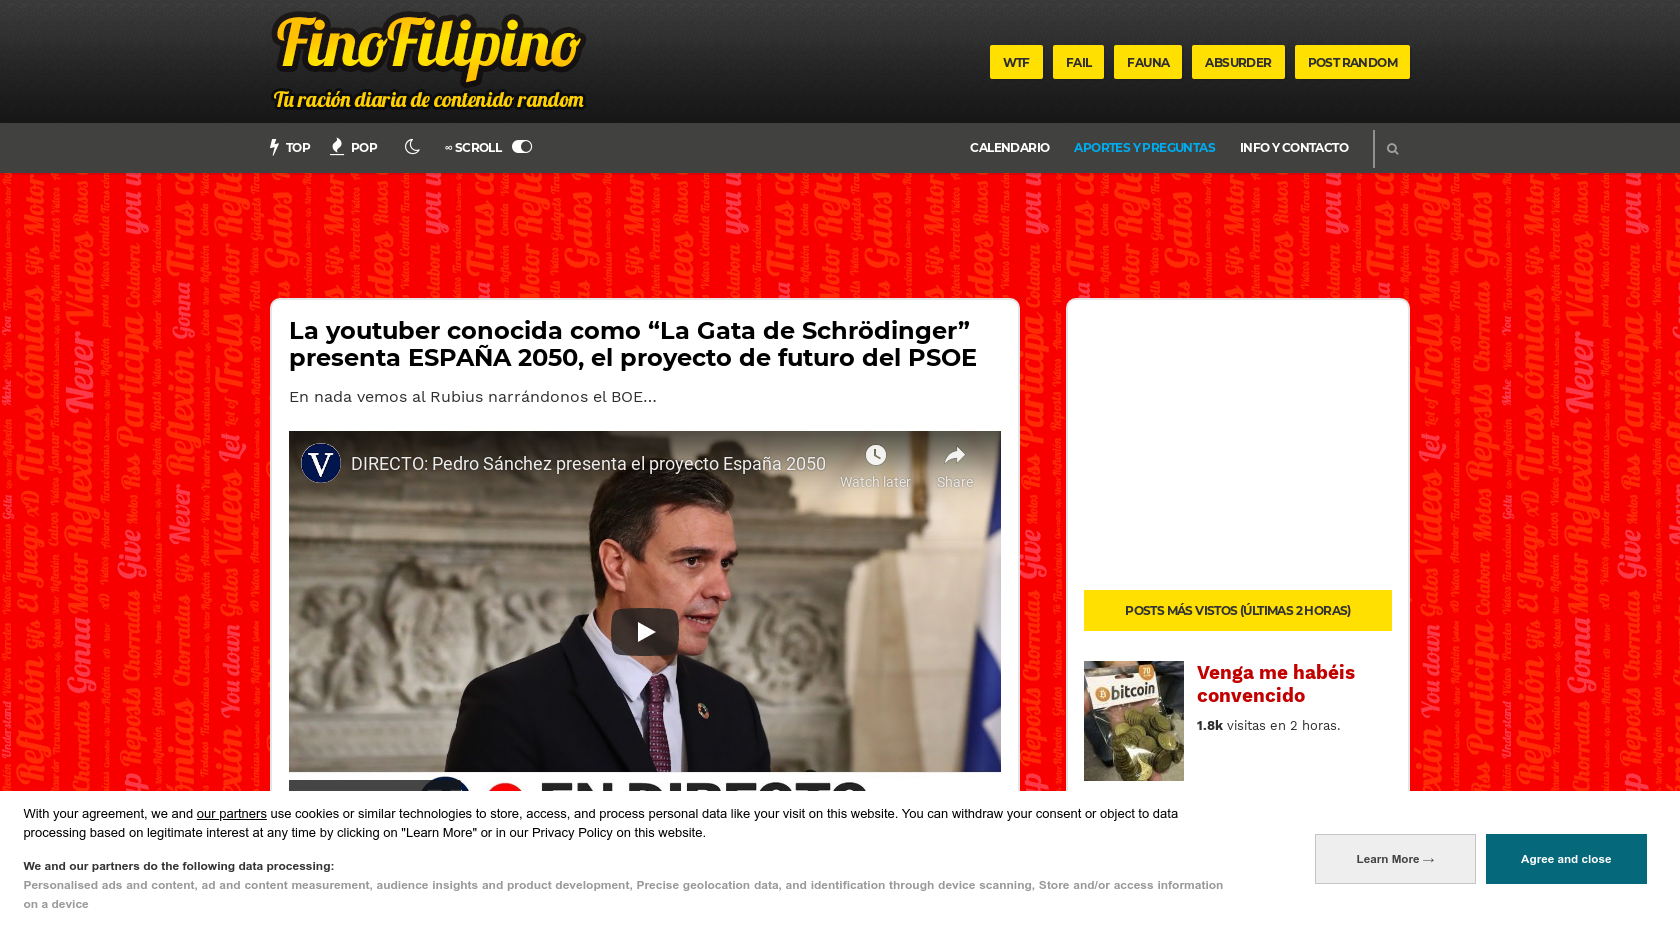 FinoFilipino
Tu ración diaria de contenido random
WTF
FAIL
FAUNA
ABSURDER
POST RANDOM
TOP
POP
∞ SCROLL
CALENDARIO
APORTES Y PREGUNTAS
INFO Y CONTACTO
La youtuber conocida como “La Gata de Schrödinger”
presenta ESPAÑA 2050, el proyecto de futuro del PSOE
En nada vemos al Rubius narrándonos el BOE…
V
DIRECTO: Pedro Sánchez presenta el proyecto España 2050
Watch later
Share
EN DIRECTO
POSTS MÁS VISTOS (ÚLTIMAS 2 HORAS)
bitcoin
Venga me habéis
convencido
1.8k visitas en 2 horas.
With your agreement, we and our partners use cookies or similar technologies to store, access, and process personal data like your visit on this website. You can withdraw your consent or object to data
processing based on legitimate interest at any time by clicking on "Learn More" or in our Privacy Policy on this website.
We and our partners do the following data processing:
Personalised ads and content, ad and content measurement, audience insights and product development, Precise geolocation data, and identification through device scanning, Store and/or access information
on a device
Learn More →
Agree and close